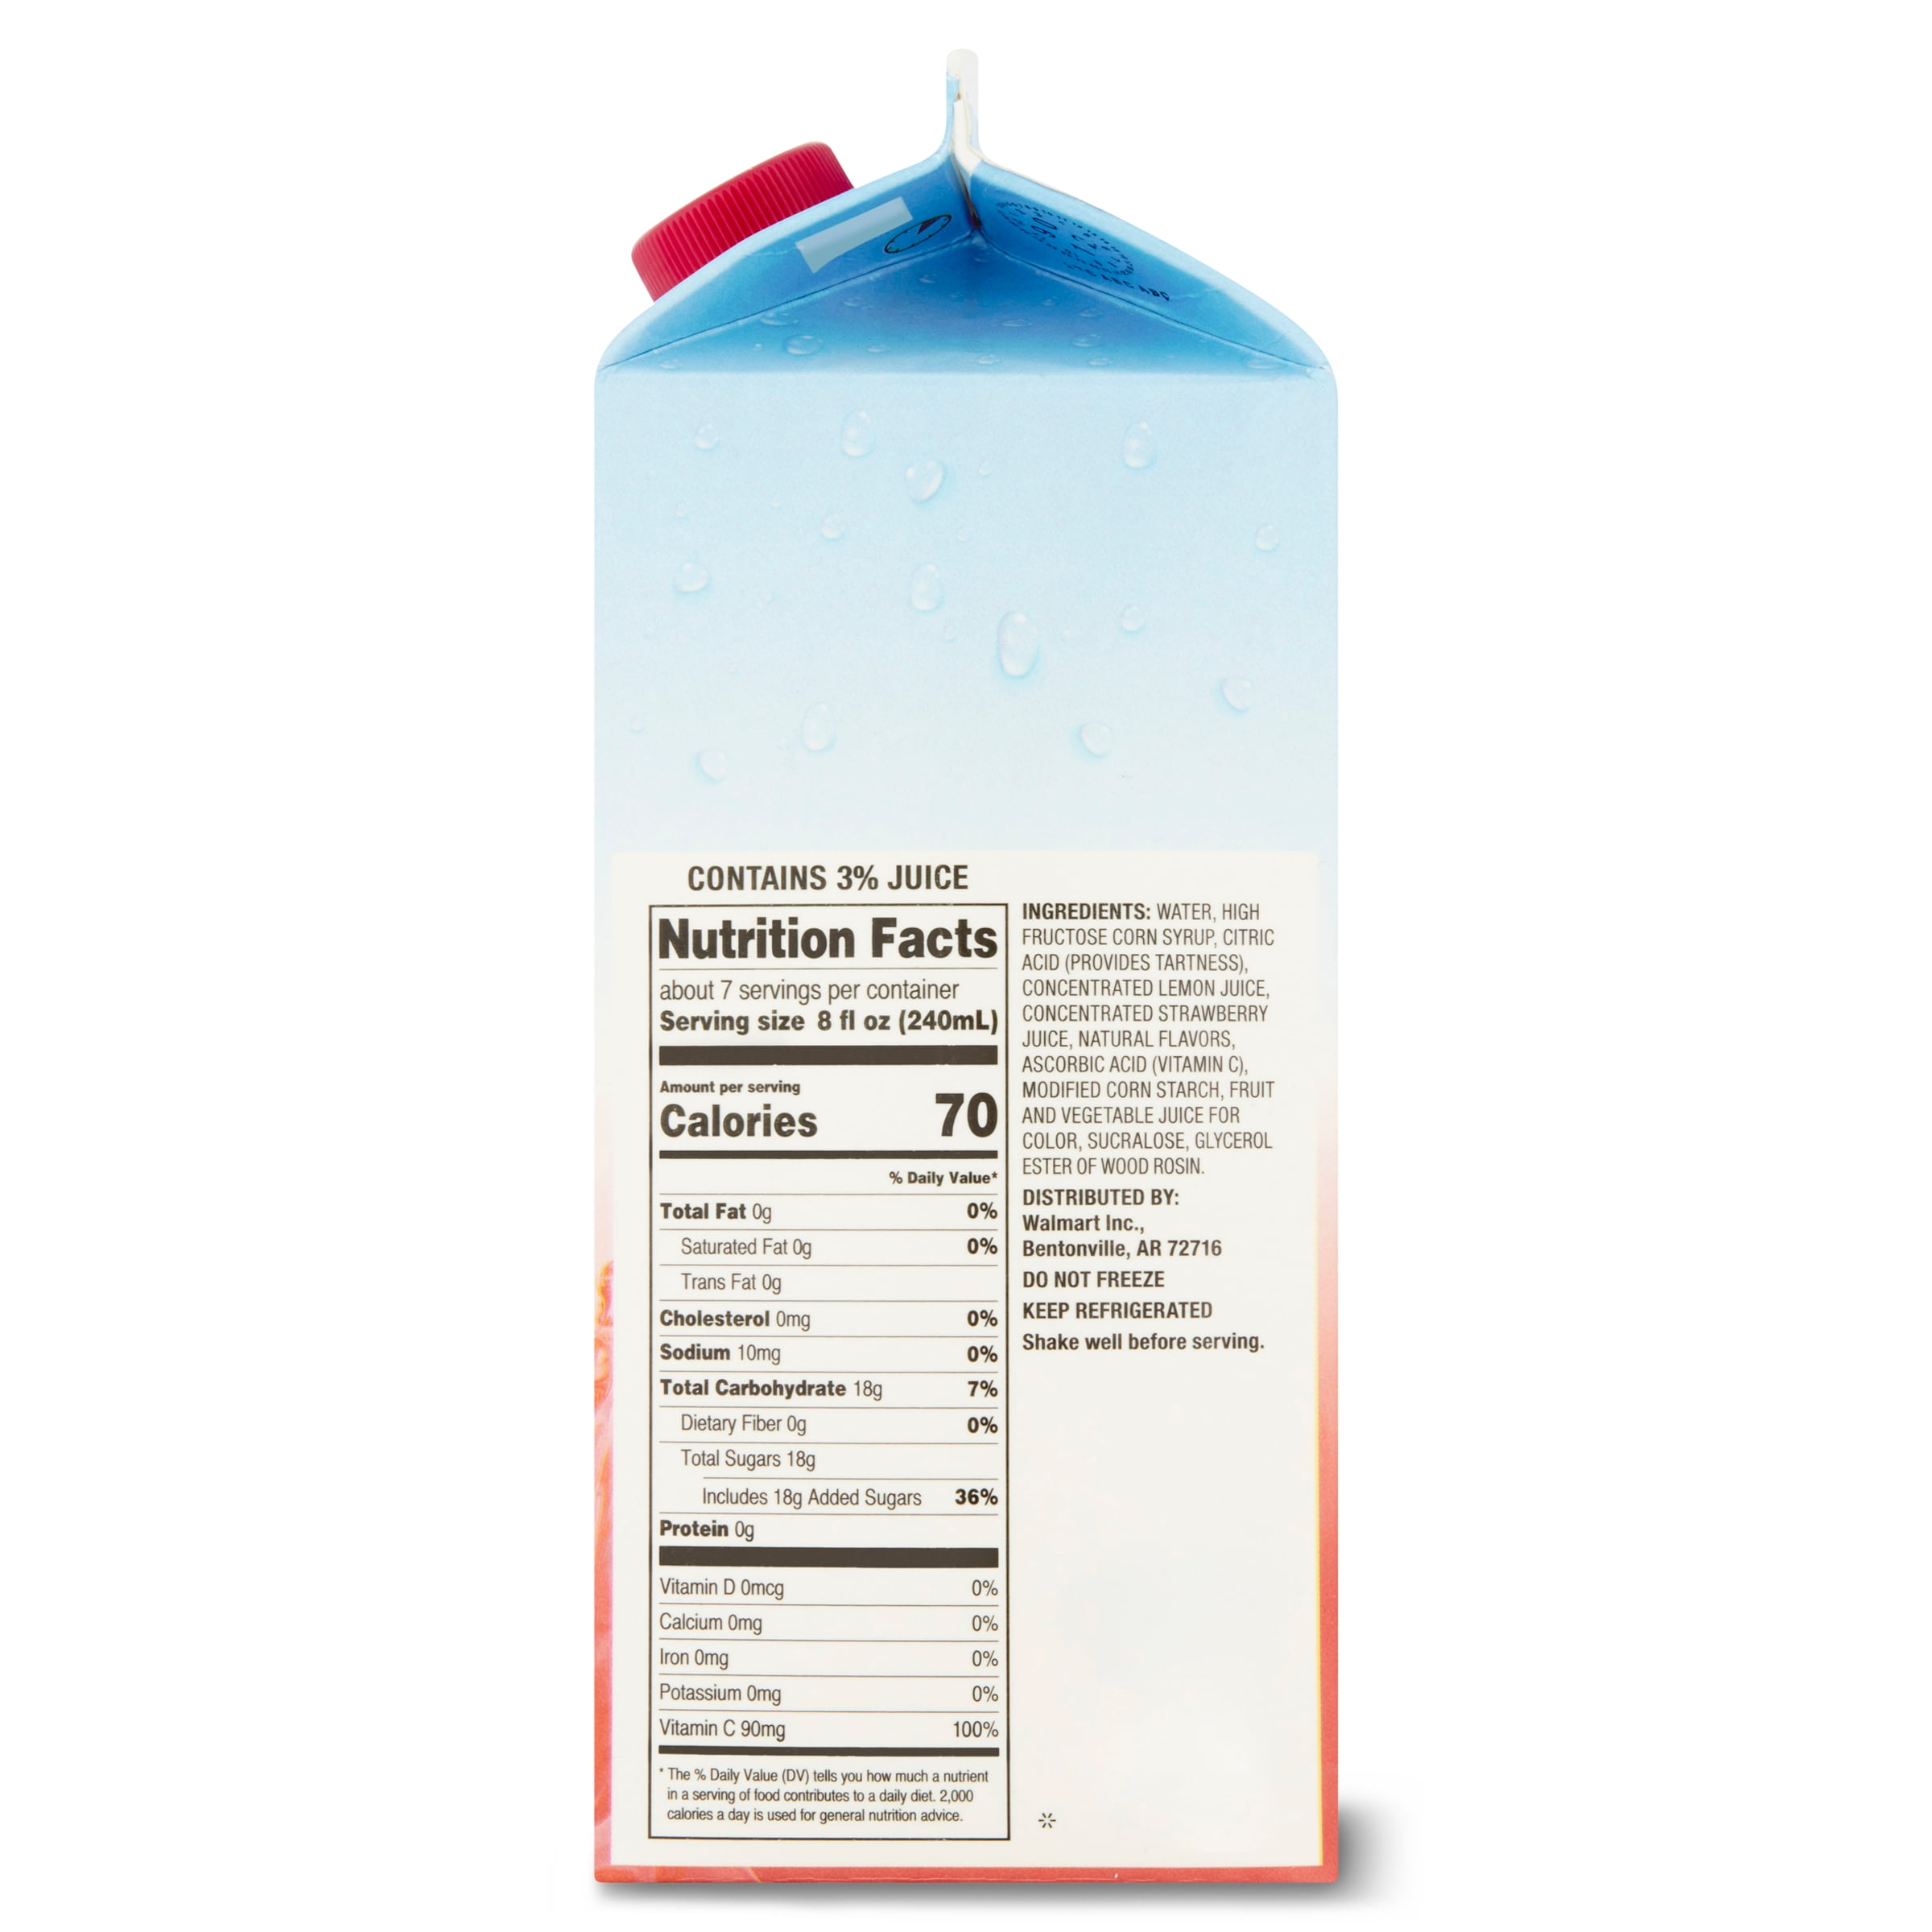 CONTAINS 3% JUICE
Nutrition Facts
about 7 servings per container
Serving size 8 fl oz (240mL)
Amount per serving
Calories 70
% Daily Value*
Total Fat 0g 0%
Saturated Fat 0g 0%
Trans Fat 0g
Cholesterol 0mg 0%
Sodium 10mg 0%
Total Carbohydrate 18g 7%
Dietary Fiber 0g 0%
Total Sugars 18g
Includes 18g Added Sugars 36%
Protein 0g
Vitamin D 0mcg 0%
Calcium 0mg 0%
Iron 0mg 0%
Potassium 0mg 0%
Vitamin C 90mg 100%
* The % Daily Value (DV) tells you how much a nutrient
in a serving of food contributes to a daily diet. 2,000
calories a day is used for general nutrition advice.
INGREDIENTS: WATER, HIGH
FRUCTOSE CORN SYRUP, CITRIC
ACID (PROVIDES TARTNESS),
CONCENTRATED LEMON JUICE,
CONCENTRATED STRAWBERRY
JUICE, NATURAL FLAVORS,
ASCORBIC ACID (VITAMIN C),
MODIFIED CORN STARCH, FRUIT
AND VEGETABLE JUICE FOR
COLOR, SUCRALOSE, GLYCEROL
ESTER OF WOOD ROSIN.
DISTRIBUTED BY:
Walmart Inc.,
Bentonville, AR 72716
DO NOT FREEZE
KEEP REFRIGERATED
Shake well before serving.